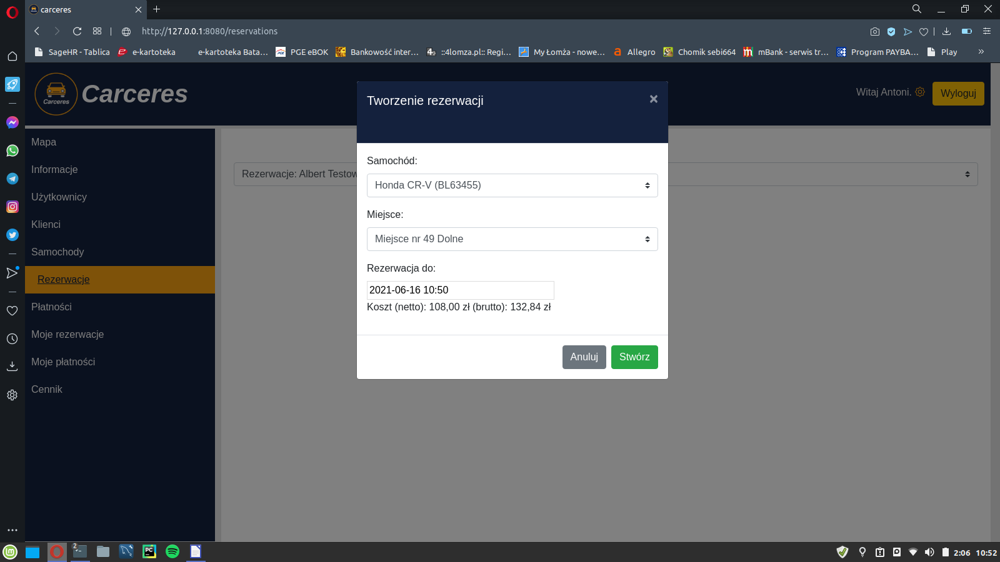 carceres
http://127.0.0.1:8080/reservations
SageHR - Tablica
e-kartoteka
e-kartoteka Bata...
PGE eBOK
Bankowość inter...
::4lomza.pl:: Regi...
My Łomża - nowe...
Allegro
Chomik sebi664
mBank - serwis tr...
Program PAYBA...
Play
Carceres
Carceres
Witaj Antoni.
Wyloguj
Mapa
Informacje
Użytkownicy
Klienci
Samochody
Rezerwacje
Płatności
Moje rezerwacje
Moje płatności
Cennik
Rezerwacje: Albert Testow
Tworzenie rezerwacji
×
Samochód:
Honda CR-V (BL63455)
Miejsce:
Miejsce nr 49 Dolne
Rezerwacja do:
2021-06-16 10:50
Koszt (netto): 108,00 zł (brutto): 132,84 zł
Anuluj
Stwórz
2
PC
2:06
10:52